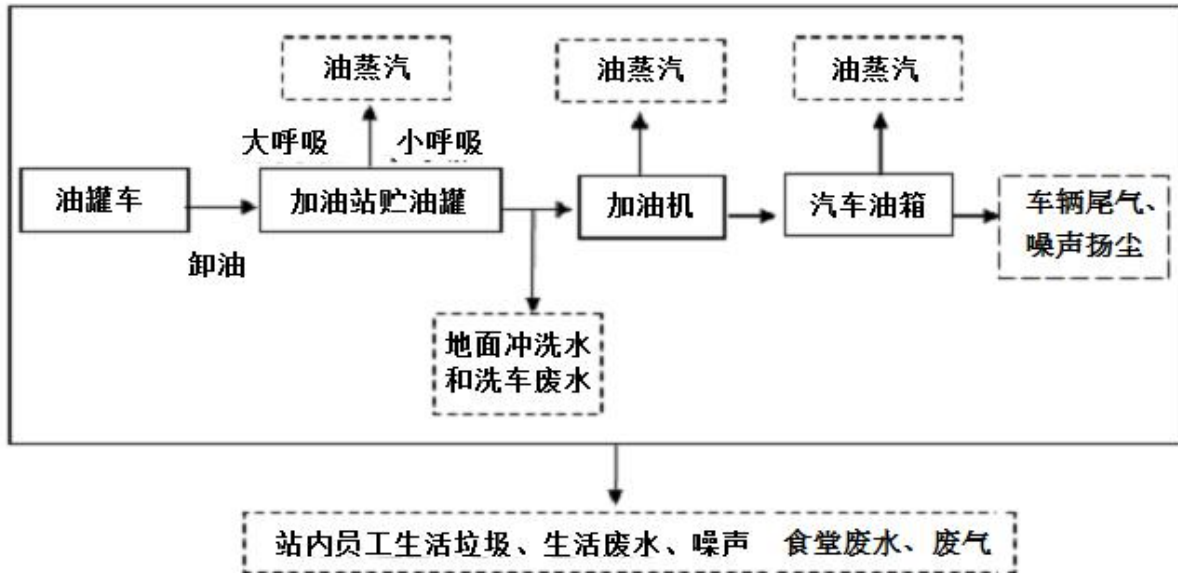 油蒸汽
油蒸汽
油蒸汽
大呼吸
小呼吸
油罐车
加油站贮油罐
加油机
汽车油箱
车辆尾气、
噪声扬尘
卸油
地面冲洗水
和洗车废水
站内员工生活垃圾、生活废水、噪声 食堂废水、废气